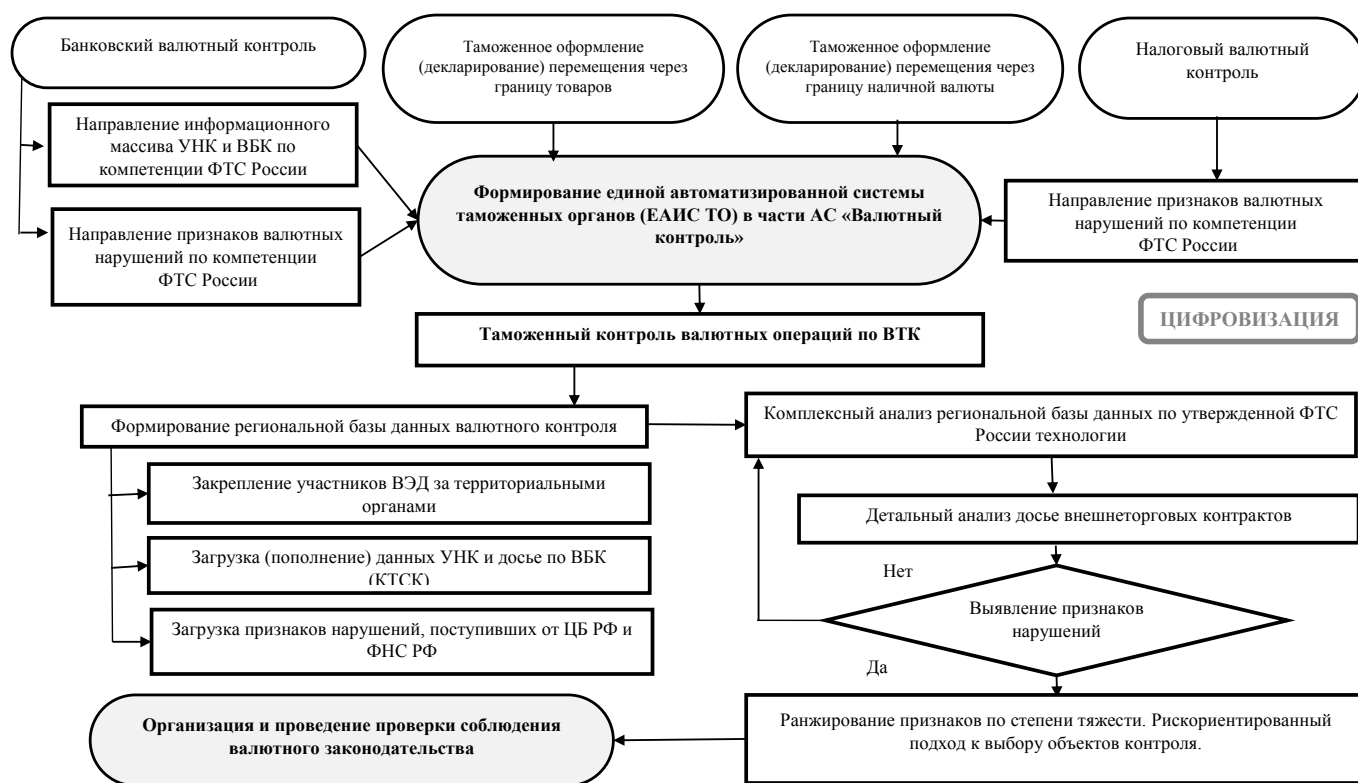 Банковский валютный контроль
Таможенное оформление
(декларирование) перемещения через
границу товаров
Таможенное оформление
(декларирование) перемещения через
границу наличной валюты
Налоговый валютный
контроль
Направление информационного
массива УНК и ВБК по
компетенции ФТС России
Направление признаков валютных
нарушений по компетенции
ФТС России
Формирование единой автоматизированной системы
таможенных органов (ЕАИС ТО) в части АС «Валютный
контроль»
Направление признаков валютных
нарушений по компетенции
ФТС России
ЦИФРОВИЗАЦИЯ
Таможенный контроль валютных операций по ВТК
Формирование региональной базы данных валютного контроля
Комплексный анализ региональной базы данных по утвержденной ФТС
России технологии
Закрепление участников ВЭД за территориальными
органами
Детальный анализ досье внешнеторговых контрактов
Загрузка (пополнение) данных УНК и досье по ВБК
(КТСК)
Нет
Выявление признаков
нарушений
Загрузка признаков нарушений, поступивших от ЦБ РФ и
ФНС РФ
Да
Организация и проведение проверки соблюдения
валютного законодательства
Ранжирование признаков по степени тяжести. Рискориентированный
подход к выбору объектов контроля.